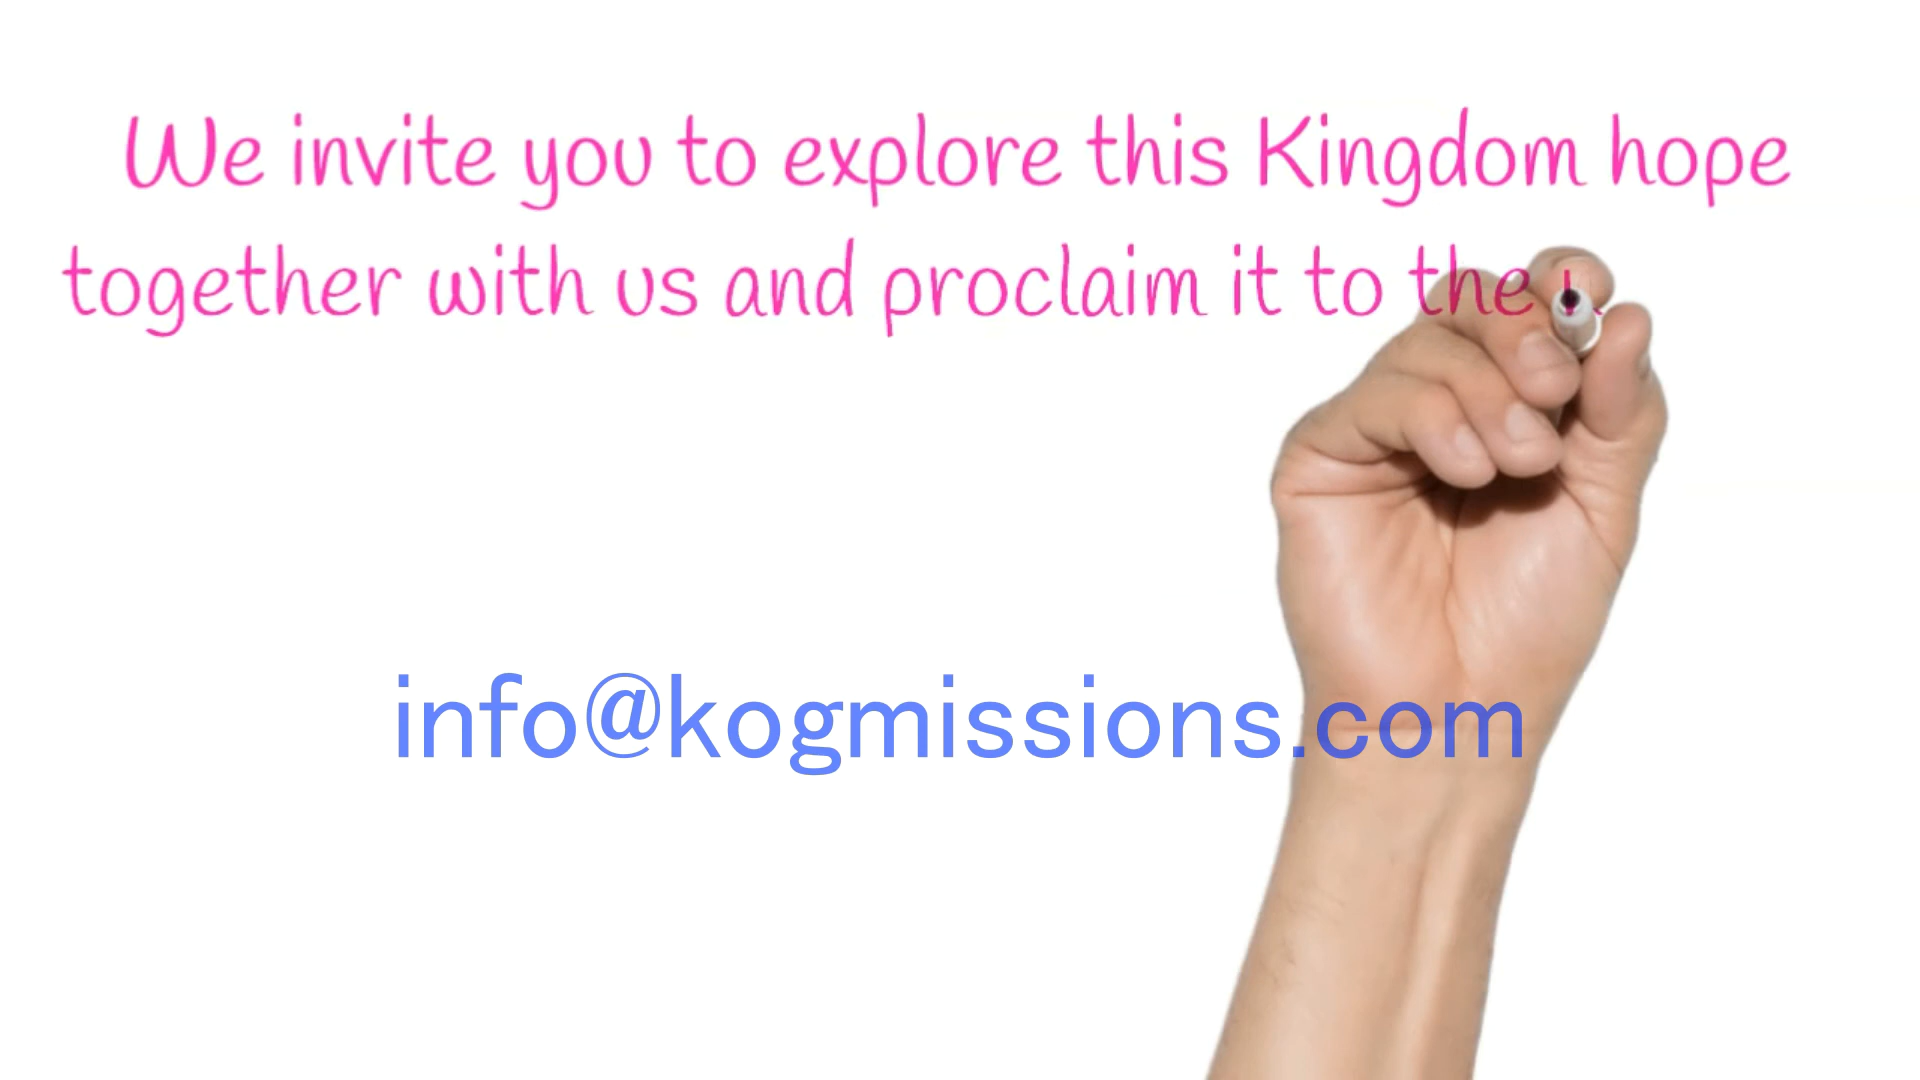 We invite you to explore this Kingdom hope
together with us and proclaim it to the
info@kogmissions.com